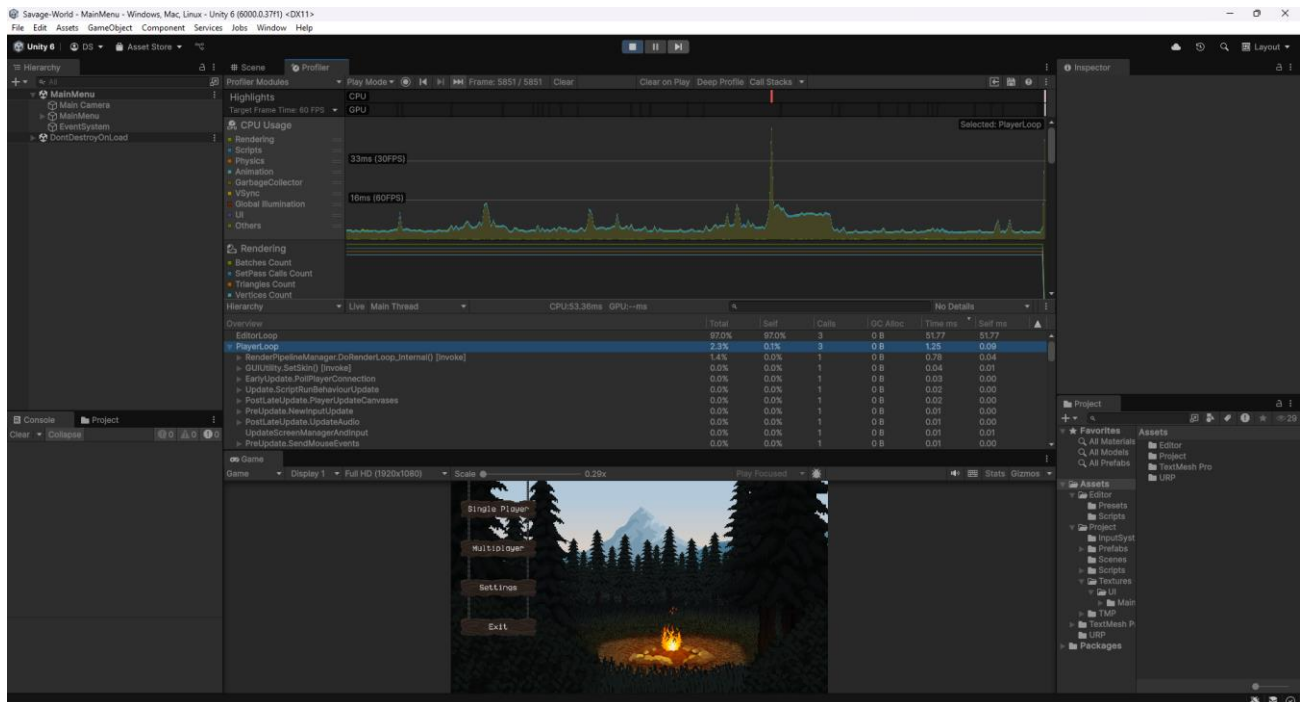 Savage-World - MainMenu - Windows, Mac, Linux - Unity 6 (6000.0.37f1) <DX11>
File Edit Assets GameObject Component Services Jobs Window Help
Unity 6 DS Asset Store Layout
Hierarchy
All
MainMenu
Main Camera
MainMenu
EventSystem
DontDestroyOnLoad
Scene Profiler
Profiler Modules Play Mode Frame: 5851 / 5851 Clear Clear on Play Deep Profile Call Stacks
Highlights CPU
Target Frame Time: 60 FPS GPU
CPU Usage Selected: PlayerLoop
Rendering
Scripts
Physics 33ms (30FPS)
Animation
GarbageCollector
VSync 16ms (60FPS)
Global Illumination
UI
Others
Rendering
Batches Count
SetPass Calls Count
Triangles Count
Vertices Count
Hierarchy Live Main Thread CPU:53.36ms GPU:--ms No Details
Overview Total Self Calls GC Alloc Time ms Self ms
EditorLoop 97.0% 97.0% 3 0 B 51.77 51.77
PlayerLoop 2.3% 0.1% 3 0 B 1.25 0.09
RenderPipelineManager.DoRenderLoop_Internal() [Invoke] 1.4% 0.0% 1 0 B 0.78 0.04
GUIUtility.SetSkin() [Invoke] 0.0% 0.0% 1 0 B 0.04 0.01
EarlyUpdate.PollPlayerConnection 0.0% 0.0% 1 0 B 0.03 0.00
Update.ScriptRunBehaviourUpdate 0.0% 0.0% 1 0 B 0.02 0.00
PostLateUpdate.PlayerUpdateCanvases 0.0% 0.0% 1 0 B 0.02 0.00
PreUpdate.NewInputUpdate 0.0% 0.0% 1 0 B 0.01 0.00
PostLateUpdate.UpdateAudio 0.0% 0.0% 1 0 B 0.01 0.00
UpdateScreenManagerAndInput 0.0% 0.0% 1 0 B 0.01 0.01
PreUpdate.SendMouseEvents 0.0% 0.0% 1 0 B 0.01 0.00
Console Project
Clear Collapse 0 0 0
Game
Game Display 1 Full HD (1920x1080) Scale 0.29x Play Focused Stats Gizmos
Single Player
Multiplayer
Settings
Exit
Inspector
Project
29
Favorites
All Materials
All Models
All Prefabs
Assets
Editor
Presets
Scripts
Project
InputSyst
Prefabs
Scenes
Scripts
Textures
UI
Main
TMP
TextMesh P
URP
Packages
Assets
Editor
Project
TextMesh Pro
URP